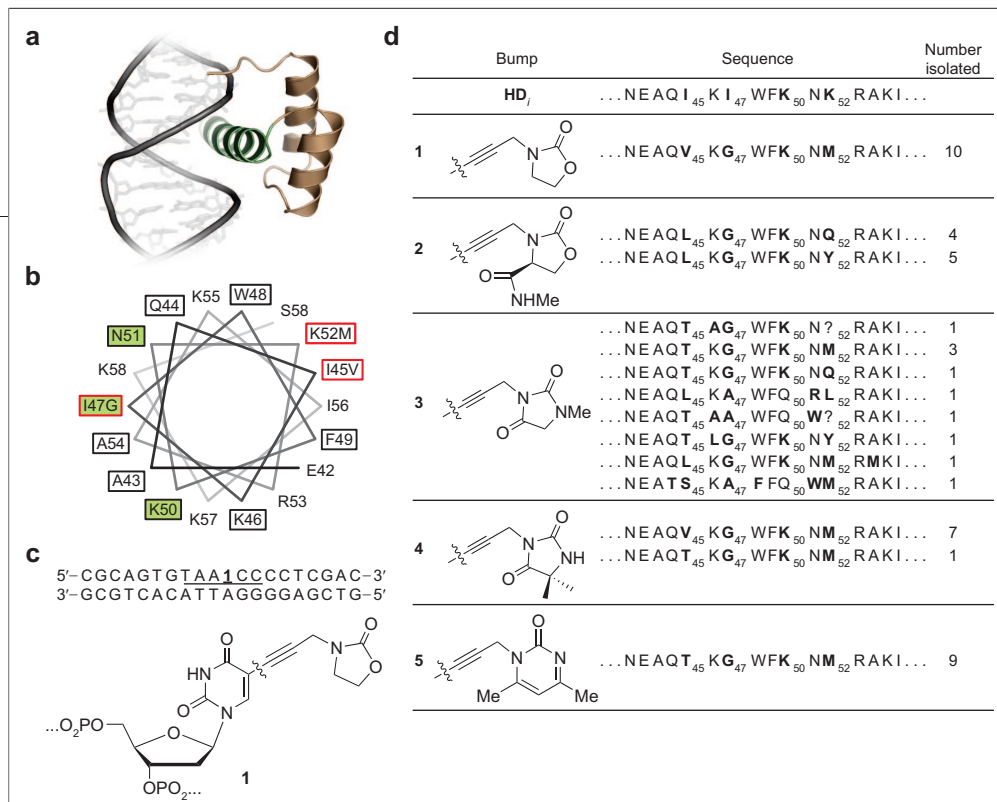 a
b
Q44
K55
W48
S58
N51
K52M
K58
I45V
I47G
I56
A54
F49
A43
E42
K50
R53
K57
K46
c
5′–CGCAGTGTAA1CCCCTCGAC–3′
3′–GCGTCACATTAGGGGAGCTG–5′
O
O
N
O
NH
O
N
...O2PO
O
OPO2...
1
d
Bump
Sequence
Number isolated
HDi
...NEAQI45KI47WFK50NK52RAKI...
1
O
N
O
...NEAQV45KG47WFK50NM52RAKI...
10
2
O
N
O
O
NHMe
...NEAQL45KG47WFK50NQ52RAKI...
4
...NEAQL45KG47WFK50NY52RAKI...
5
3
O
N
NMe
O
...NEAQT45AG47WFK50N?52RAKI...
1
...NEAQT45KG47WFK50NM52RAKI...
3
...NEAQT45KG47WFK50NQ52RAKI...
1
...NEAQL45KA47WFQ50RL52RAKI...
1
...NEAQT45AA47WFQ50W?52RAKI...
1
...NEAQT45LG47WFK50NY52RAKI...
1
...NEAQL45KG47WFK50NM52RMKI...
1
...NEATS45KA47FFQ50WM52RAKI...
1
4
O
N
NH
O
...NEAQV45KG47WFK50NM52RAKI...
7
...NEAQT45KG47WFK50NM52RAKI...
1
5
O
N
N
Me
Me
...NEAQT45KG47WFK50NM52RAKI...
9